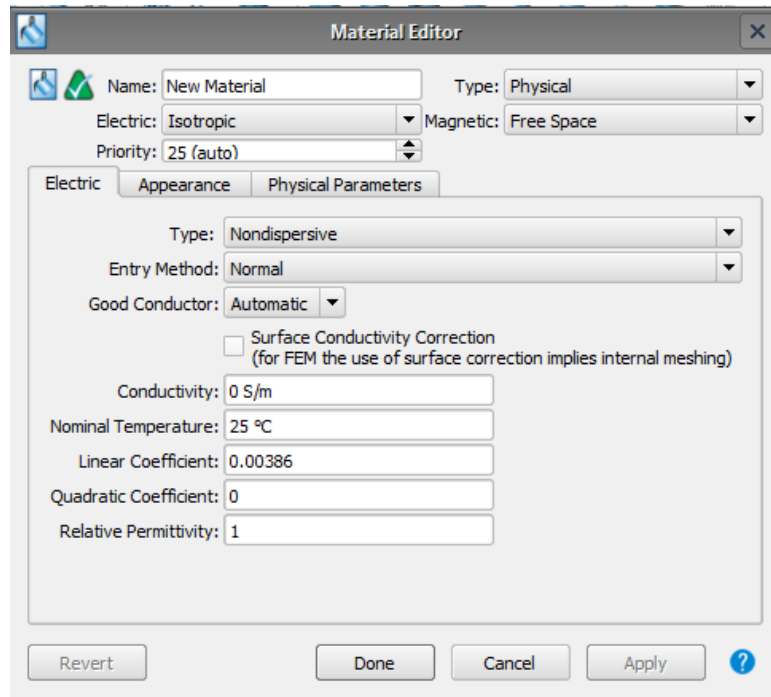 Material Editor
Name: New Material Type: Physical
Electric: Isotropic Magnetic: Free Space
Priority: 25 (auto)
Electric Appearance Physical Parameters
Type: Nondispersive
Entry Method: Normal
Good Conductor: Automatic
Surface Conductivity Correction
(for FEM the use of surface correction implies internal meshing)
Conductivity: 0 S/m
Nominal Temperature: 25 °C
Linear Coefficient: 0.00386
Quadratic Coefficient: 0
Relative Permittivity: 1
Revert Done Cancel Apply ?